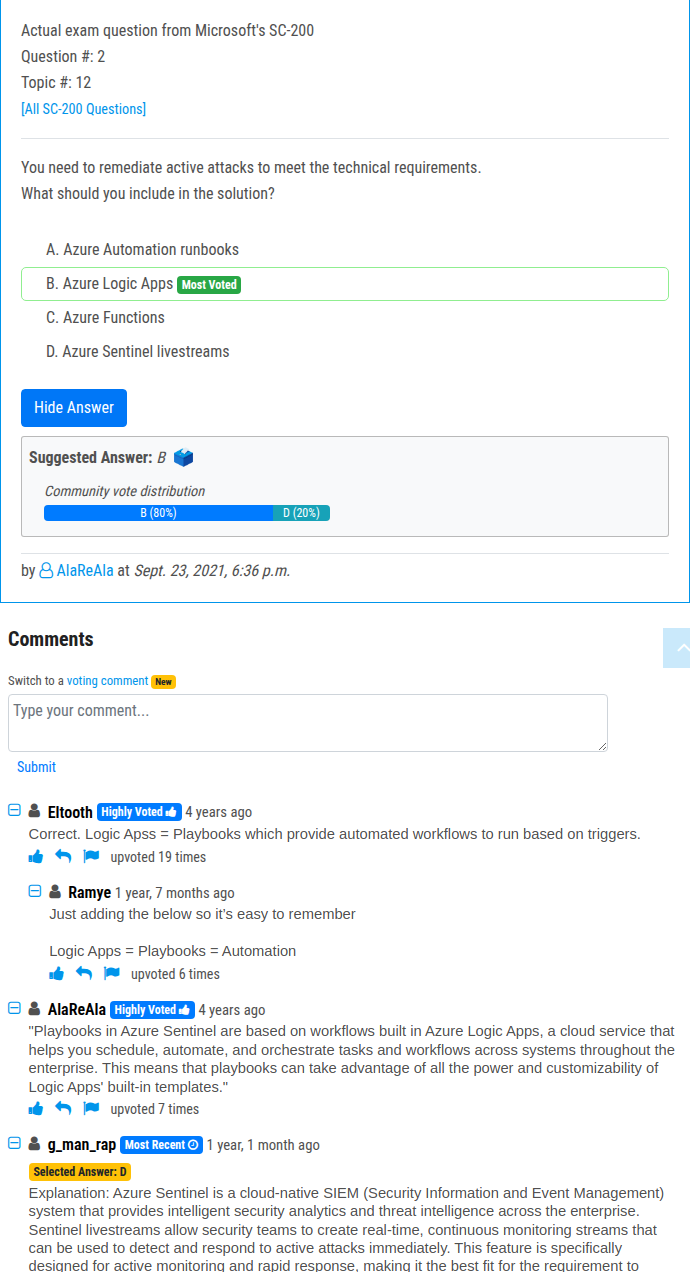 Actual exam question from Microsoft's SC-200
Question #: 2
Topic #: 12
[All SC-200 Questions]
You need to remediate active attacks to meet the technical requirements.
What should you include in the solution?
A. Azure Automation runbooks
B. Azure Logic Apps Most Voted
C. Azure Functions
D. Azure Sentinel livestreams
Hide Answer
Suggested Answer: B
Community vote distribution
B (80%) D (20%)
by AlaReAla at Sept. 23, 2021, 6:36 p.m.
Comments
Switch to a voting comment New
Type your comment...
Submit
Eltooth Highly Voted 4 years ago
Correct. Logic Apss = Playbooks which provide automated workflows to run based on triggers.
upvoted 19 times
Ramye 1 year, 7 months ago
Just adding the below so it's easy to remember
Logic Apps = Playbooks = Automation
upvoted 6 times
AlaReAla Highly Voted 4 years ago
"Playbooks in Azure Sentinel are based on workflows built in Azure Logic Apps, a cloud service that
helps you schedule, automate, and orchestrate tasks and workflows across systems throughout the
enterprise. This means that playbooks can take advantage of all the power and customizability of
Logic Apps' built-in templates."
upvoted 7 times
g_man_rap Most Recent 1 year, 1 month ago
Selected Answer: D
Explanation: Azure Sentinel is a cloud-native SIEM (Security Information and Event Management)
system that provides intelligent security analytics and threat intelligence across the enterprise.
Sentinel livestreams allow security teams to create real-time, continuous monitoring streams that
can be used to detect and respond to active attacks immediately. This feature is specifically
designed for active monitoring and rapid response, making it the best fit for the requirement to